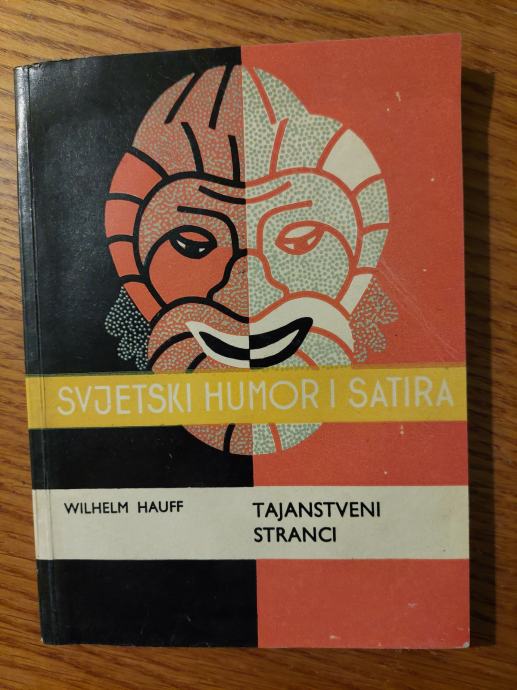 SVJETSKI HUMOR I SATIRA
WILHELM HAUFF
TAJANSTVENI
STRANCI